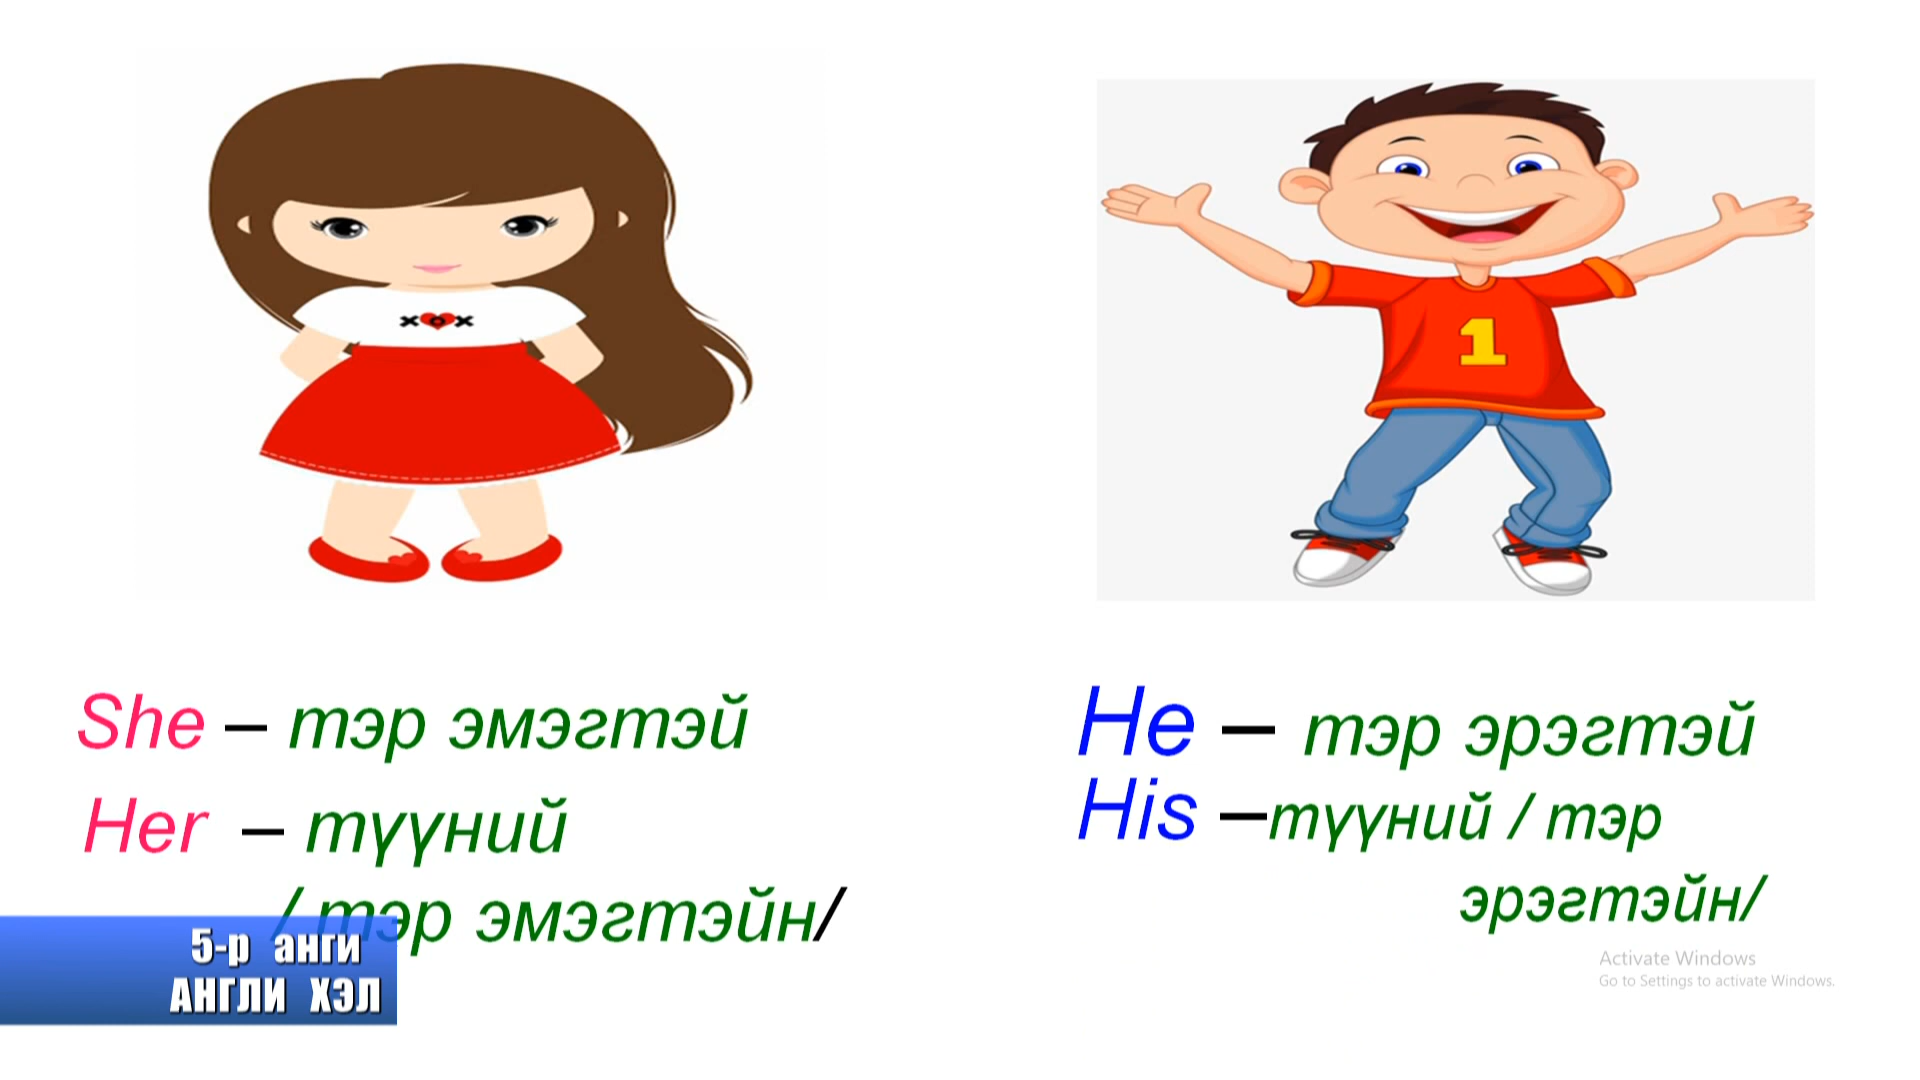 xox
1
She – тэр эмэгтэй
Her – түүний
/ тэр эмэгтэйн/
He – тэр эрэгтэй
His –түүний / тэр
эрэгтэйн/
5-р анги
АНГЛИ ХЭЛ
Activate Windows
Go to Settings to activate Windows.